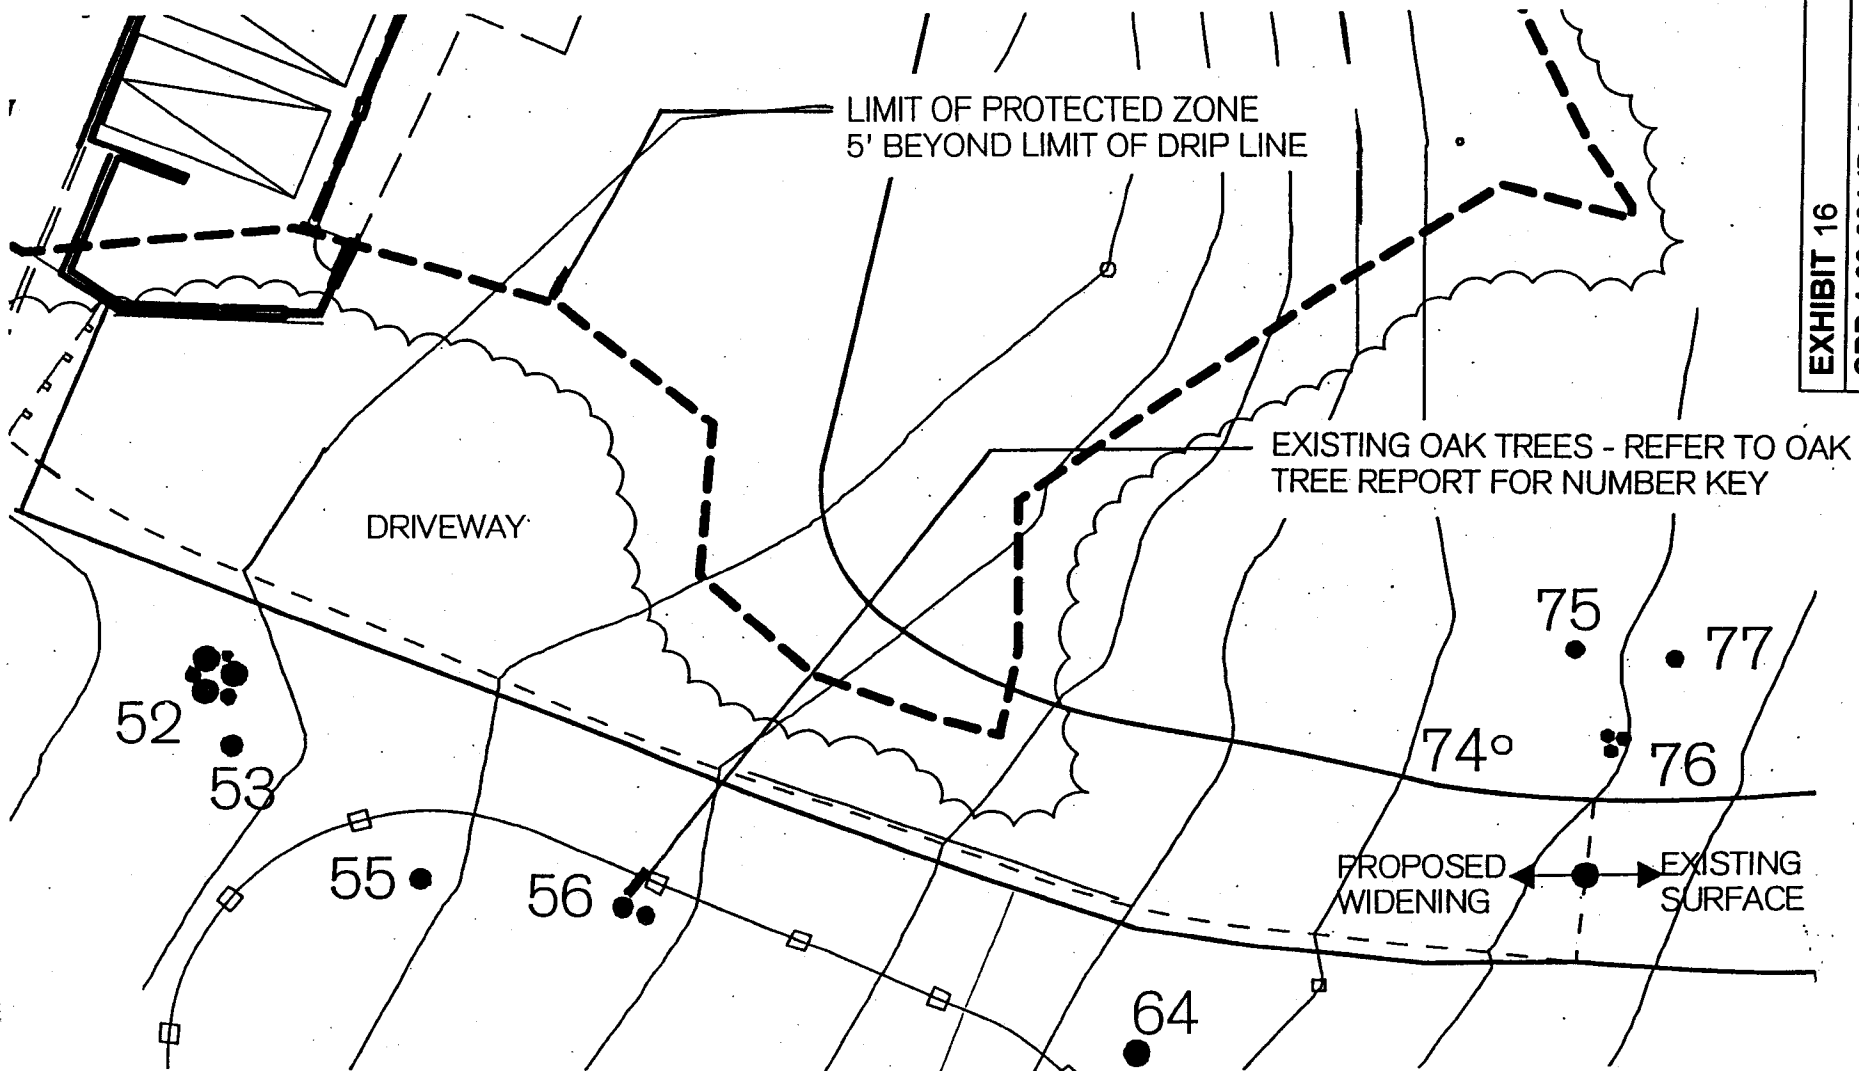 LIMIT OF PROTECTED ZONE
5' BEYOND LIMIT OF DRIP LINE
EXHIBIT 16
EXISTING OAK TREES - REFER TO OAK
TREE REPORT FOR NUMBER KEY
DRIVEWAY
75
77
52
74
76
53
55
56
PROPOSED
WIDENING
EXISTING
SURFACE
64